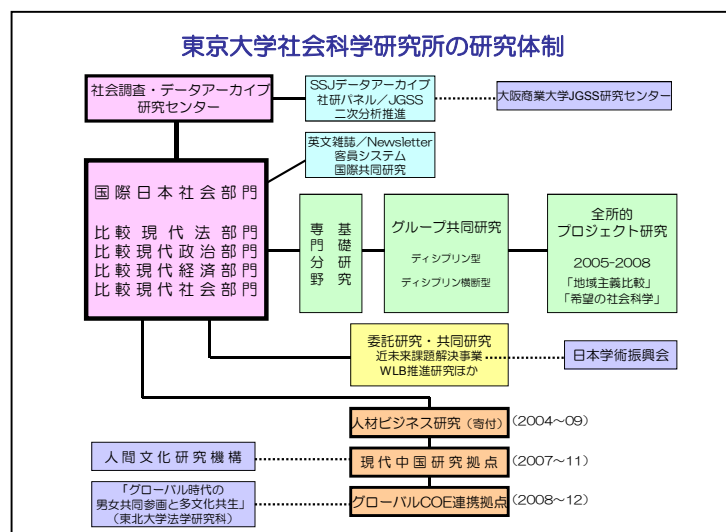 東京大学社会科学研究所の研究体制
社会調査・データアーカイブ
研究センター
SSJデータアーカイブ
社研パネル／JGSS
二次分析推進
大阪商業大学JGSS研究センター
英文雑誌／Newsletter
客員システム
国際共同研究
国際日本社会部門
比較現代法部門
比較現代政治部門
比較現代経済部門
比較現代社会部門
専門分野
基礎研究
グループ共同研究
ディシプリン型
ディシプリン横断型
全所的
プロジェクト研究
2005-2008
「地域主義比較」
「希望の社会科学」
委託研究・共同研究
近未来課題解決事業
WLB推進研究ほか
日本学術振興会
人材ビジネス研究（寄付）
（2004～09）
人間文化研究機構
現代中国研究拠点
（2007～11）
「グローバル時代の
男女共同参画と多文化共生」
（東北大学法学研究科）
グローバルCOE連携拠点
（2008～12）